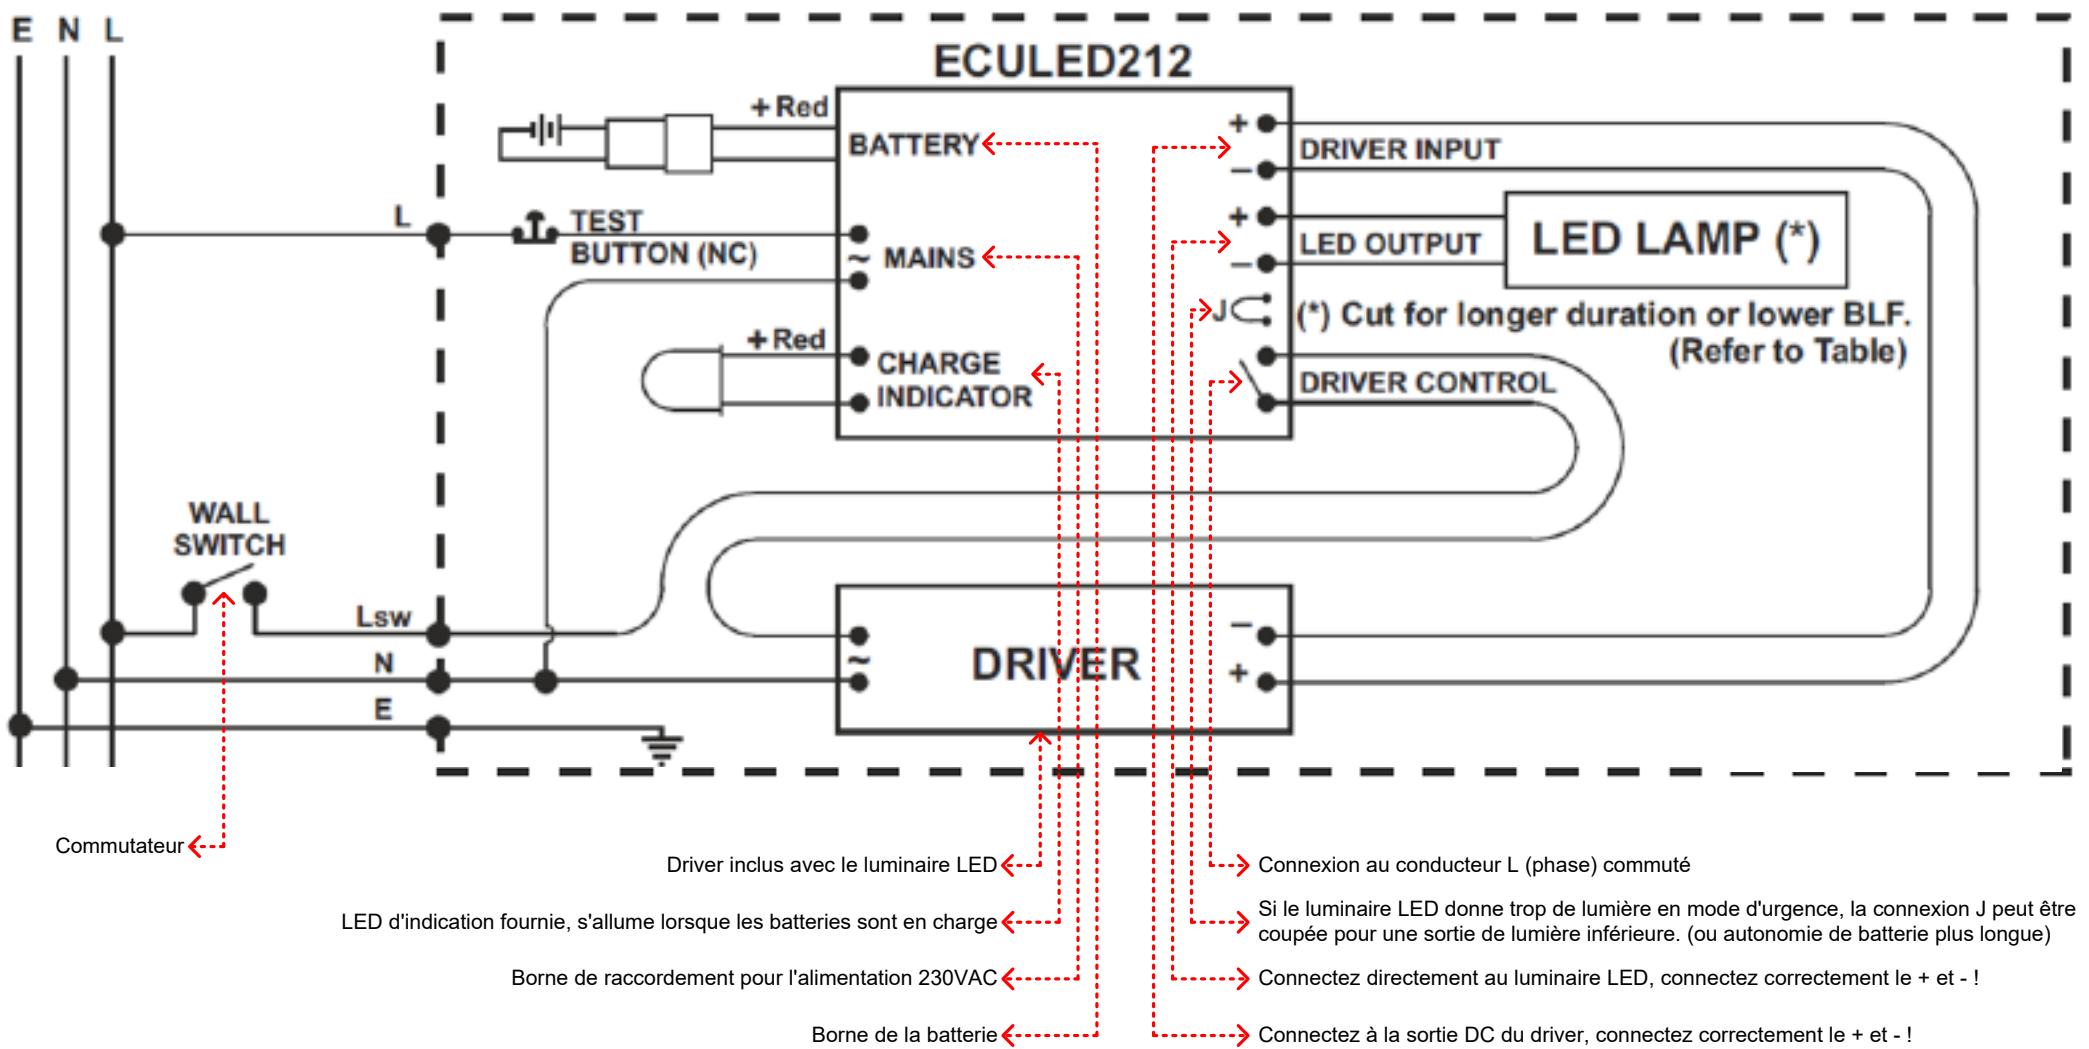 E N L
ECULED212
+ Red
BATTERY
+
DRIVER INPUT
–
L
TEST
BUTTON (NC)
~ MAINS
+
LED OUTPUT
–
LED LAMP (*)
J
(*) Cut for longer duration or lower BLF.
(Refer to Table)
+ Red
CHARGE
INDICATOR
DRIVER CONTROL
WALL
SWITCH
Lsw
N
E
~
DRIVER
–
+
Commutateur
Driver inclus avec le luminaire LED
LED d'indication fournie, s'allume lorsque les batteries sont en charge
Borne de raccordement pour l'alimentation 230VAC
Borne de la batterie
Connexion au conducteur L (phase) commuté
Si le luminaire LED donne trop de lumière en mode d'urgence, la connexion J peut être
coupée pour une sortie de lumière inférieure. (ou autonomie de batterie plus longue)
Connectez directement au luminaire LED, connectez correctement le + et - !
Connectez à la sortie DC du driver, connectez correctement le + et - !